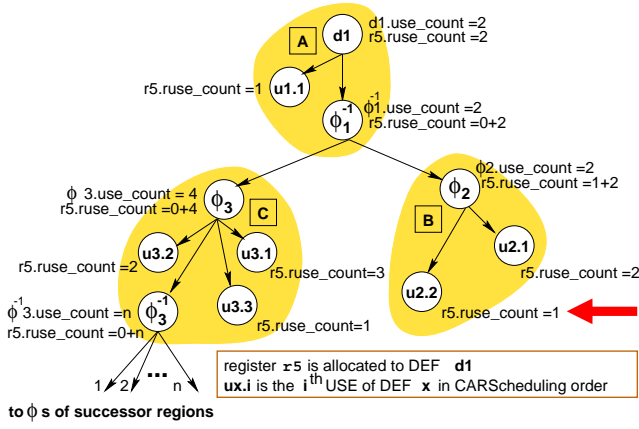 d1.use_count =2
A
d1
r5.use_count =2
r5.ruse_count =1
u1.1
ϕ1^-1
ϕ^-1 1.use_count =2
r5.ruse_count =0+2
ϕ 3.use_count = 4
r5.ruse_count =0+4
ϕ3
C
ϕ2.use_count =2
r5.ruse_count =1+2
ϕ2
B
u3.2
u3.1
u2.1
r5.ruse_count =2
r5.ruse_count=3
r5.ruse_count =2
u2.2
ϕ^-1 3.use_count =n
r5.ruse_count =0+n
ϕ3^-1
u3.3
r5.ruse_count=1
r5.ruse_count =1
1 2 ... n
register r5 is allocated to DEF d1
ux.i is the i^th USE of DEF x in CARScheduling order
to ϕ s of successor regions